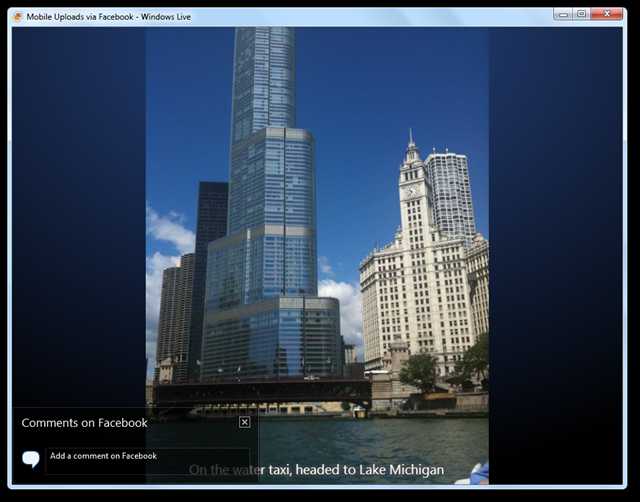 Mobile Uploads via Facebook - Windows Live
Comments on Facebook
Add a comment on Facebook
On the water taxi, headed to Lake Michigan